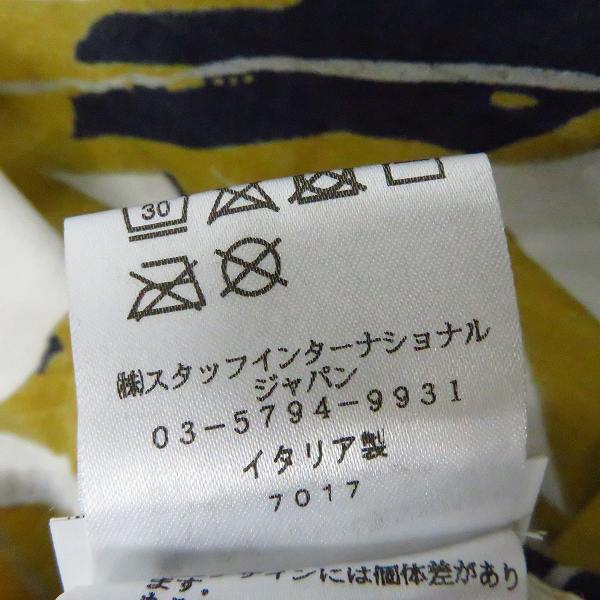 30
㈱スタッフインターナショナル
ジャパン
03-5794-9931
イタリア製
7017
インには個体差があり
ます。